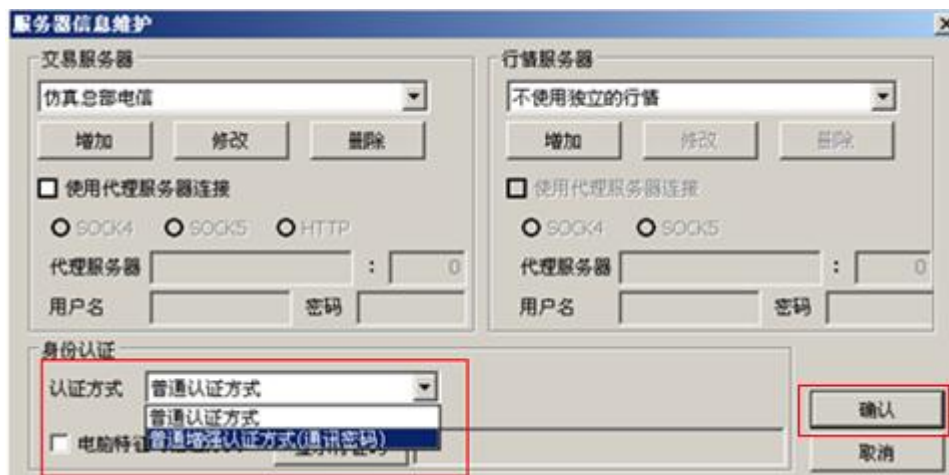 服务器信息维护
交易服务器
仿真总部电信
增加 修改 删除
使用代理服务器连接
SOCK4 SOCK5 HTTP
代理服务器 : 0
用户名 密码
行情服务器
不使用独立的行情
增加 修改 删除
使用代理服务器连接
SOCK4 SOCK5
代理服务器 : 0
用户名 密码
身份认证
认证方式 普通认证方式
普通认证方式
普通增强认证方式(通讯密码)
电脑特征
确认
取消